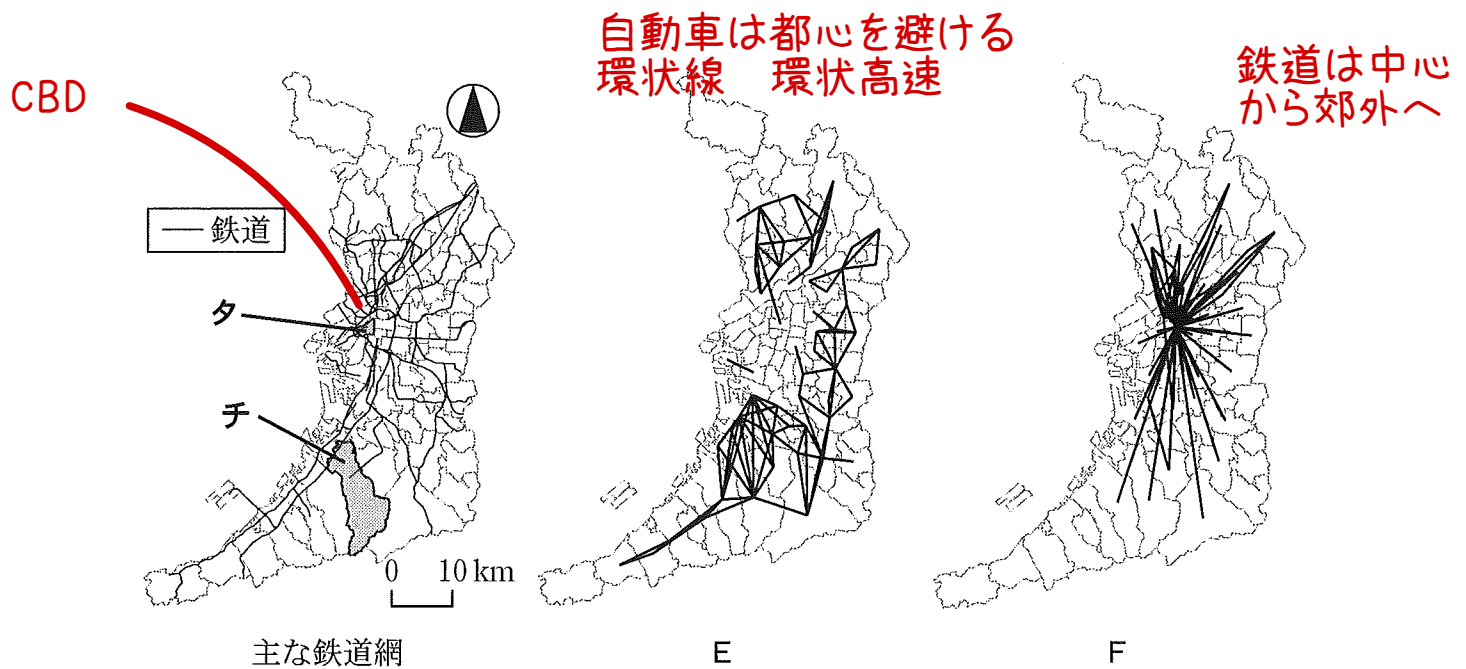 自動車は都心を避ける
環状線 環状高速
鉄道は中心
から郊外へ
CBD
— 鉄道
タ
チ
0 10 km
主な鉄道網
E
F